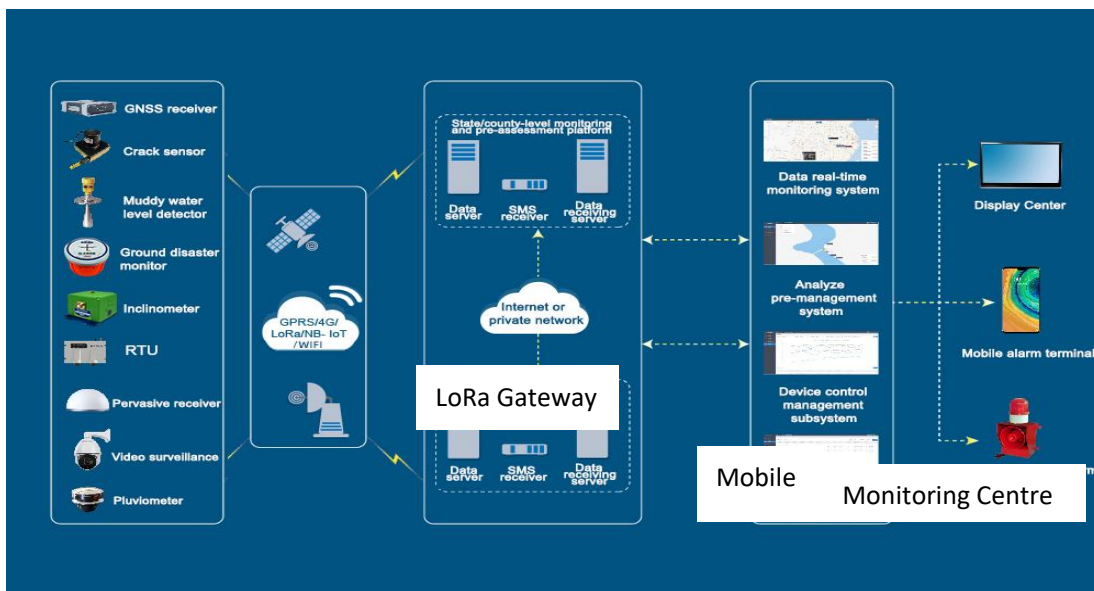 GNSS receiver
Crack sensor
Muddy water
level detector
Ground disaster
monitor
Inclinometer
RTU
Pervasive receiver
Video surveillance
Pluviometer
GPRS/4G/
LoRa/NB- IoT
/WIFI
State/county-level monitoring
and pre-assessment platform
Data
server
SMS
receiver
Data
receiving
server
Internet or
private network
LoRa Gateway
Data
server
SMS
receiver
Data
receiving
server
Data real-time
monitoring system
Analyze
pre-management
system
Device control
management
subsystem
Mobile
Monitoring Centre
Display Center
Mobile alarm terminal